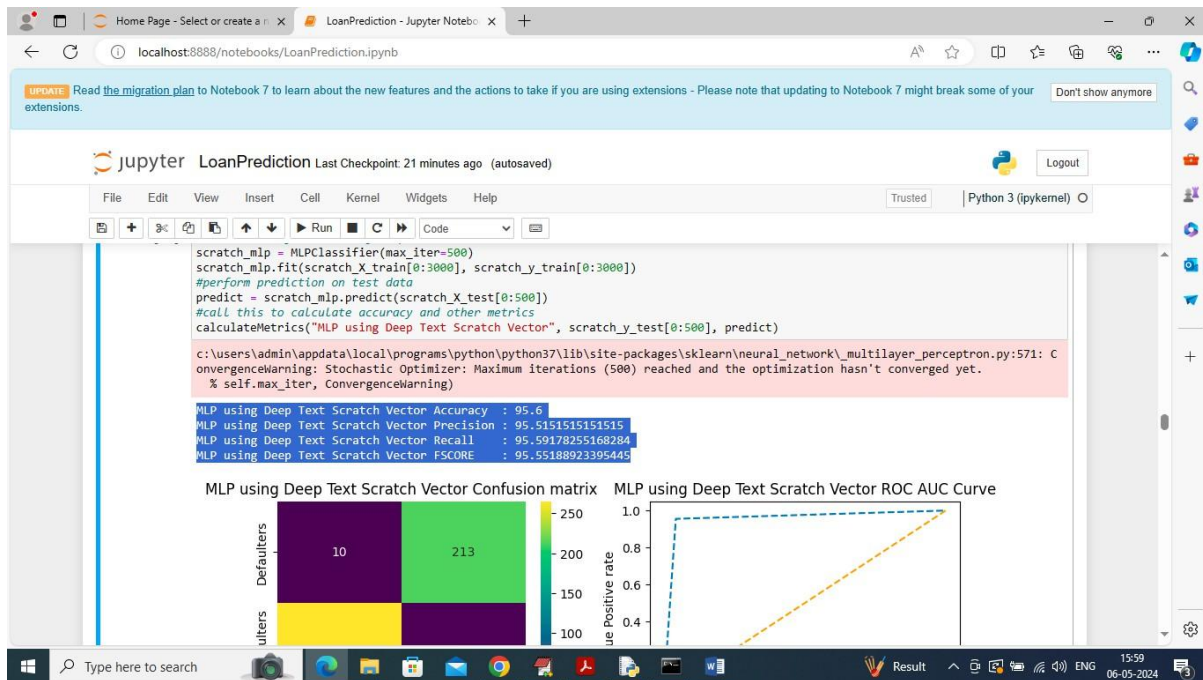 Home Page - Select or create a n
LoanPrediction - Jupyter Notebo
localhost:8888/notebooks/LoanPrediction.ipynb
UPDATE Read the migration plan to Notebook 7 to learn about the new features and the actions to take if you are using extensions - Please note that updating to Notebook 7 might break some of your
extensions.
Don't show anymore
jupyter LoanPrediction Last Checkpoint: 21 minutes ago (autosaved)
Logout
File Edit View Insert Cell Kernel Widgets Help
Trusted
Python 3 (ipykernel)
Run
Code
scratch_mlp = MLPClassifier(max_iter=500)
scratch_mlp.fit(scratch_X_train[0:3000], scratch_y_train[0:3000])
#perform prediction on test data
predict = scratch_mlp.predict(scratch_X_test[0:500])
#call this to calculate accuracy and other metrics
calculateMetrics("MLP using Deep Text Scratch Vector", scratch_y_test[0:500], predict)
c:\users\admin\appdata\local\programs\python\python37\lib\site-packages\sklearn\neural_network\_multilayer_perceptron.py:571: C
onvergenceWarning: Stochastic Optimizer: Maximum iterations (500) reached and the optimization hasn't converged yet.
% self.max_iter, ConvergenceWarning)
MLP using Deep Text Scratch Vector Accuracy : 95.6
MLP using Deep Text Scratch Vector Precision : 95.5151515151515
MLP using Deep Text Scratch Vector Recall : 95.59178255168284
MLP using Deep Text Scratch Vector FSCORE : 95.55188923395445
MLP using Deep Text Scratch Vector Confusion matrix
Defaulters
ulters
10
213
250
200
150
100
MLP using Deep Text Scratch Vector ROC AUC Curve
ue Positive rate
1.0
0.8
0.6
0.4
Type here to search
Result
ENG
15:59
06-05-2024